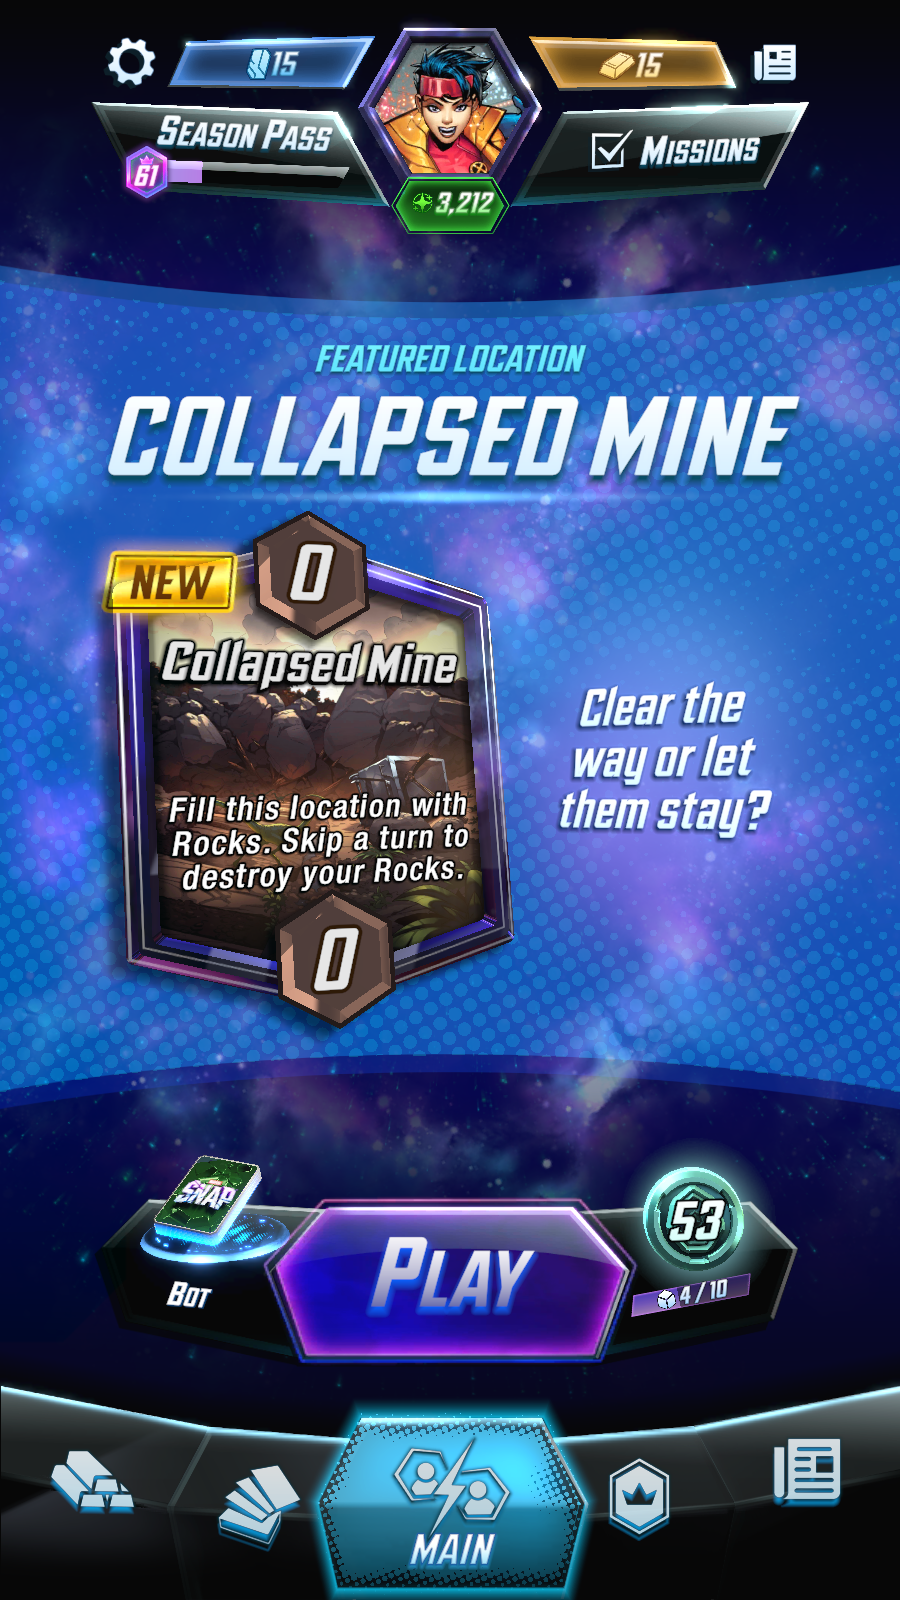 15
15
SEASON PASS
61
MISSIONS
3,212
FEATURED LOCATION
COLLAPSED MINE
NEW
0
Collapsed Mine
Fill this location with
Rocks. Skip a turn to
destroy your Rocks.
0
Clear the
way or let
them stay?
SNAP
BOT
PLAY
53
4/10
MAIN